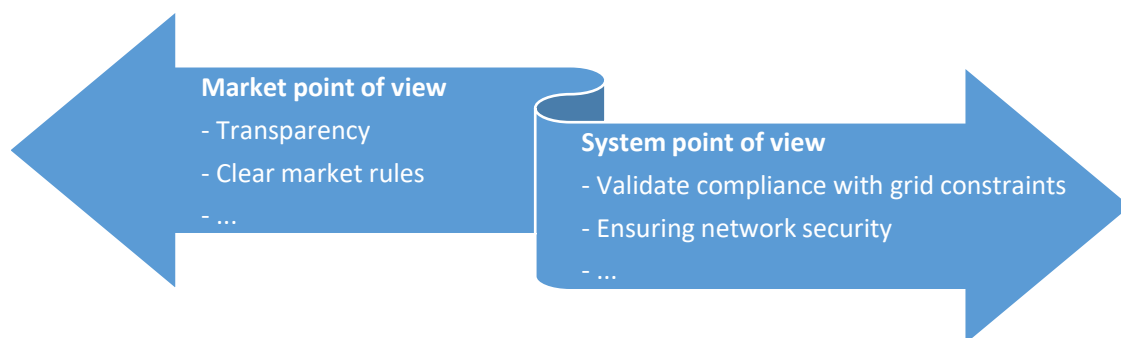 Market point of view
- Transparency
- Clear market rules
- ...
System point of view
- Validate compliance with grid constraints
- Ensuring network security
- ...